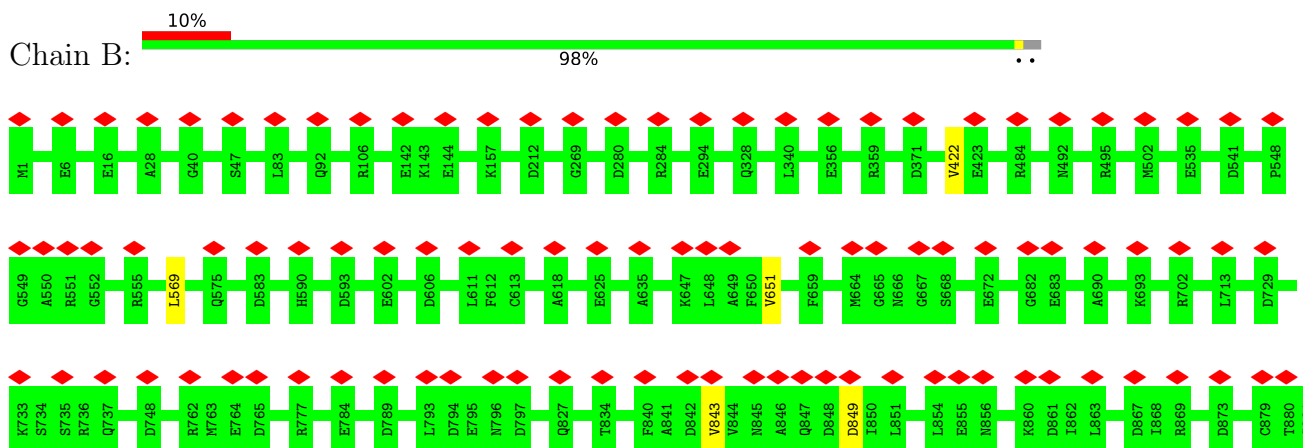 10%
Chain B:
98%
..
M1 E6 E16 A28 G40 S47 L83 Q92 R106 E142 K143 E144 K157 D212 G269 D280 R284 E294 Q328 L340 E356 R359 D371 V422 E423 R484 N492 R495 M502 E535 D541 P548
G549 A550 R551 G552 R555 L569 Q575 D583 H590 D593 E602 D606 L611 F612 C613 A618 E625 A635 K647 L648 A649 F650 V651 F659 M664 G665 N666 G667 S668 E672 G682 E683 A690 K693 R702 L713 D729
K733 S734 S735 R736 Q737 D748 R762 M763 E764 D765 R777 E784 D789 L793 D794 E795 N796 D797 Q827 T834 F840 A841 D842 V843 V844 N845 A846 Q847 D848 D849 I850 L851 L854 E855 N856 K860 D861 I862 L863 D867 I868 R869 D873 C879 T880